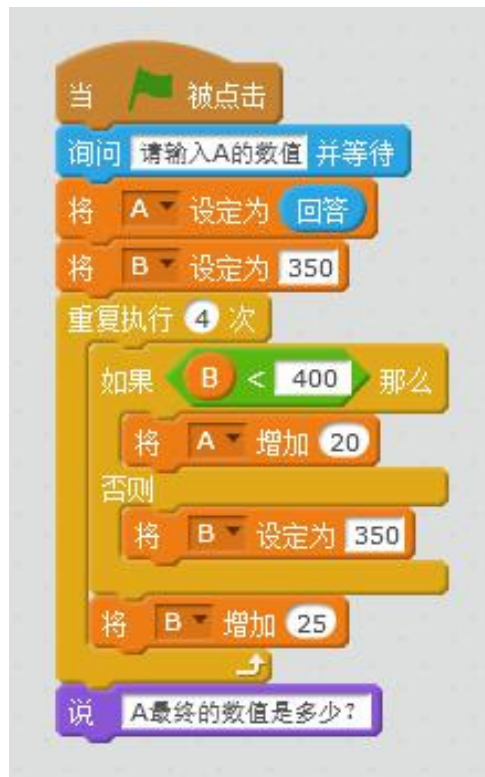 当 被点击
询问 请输入A的数值 并等待
将 A 设定为 回答
将 B 设定为 350
重复执行 4 次
如果 B < 400 那么
将 A 增加 20
否则
将 B 设定为 350
将 B 增加 25
说 A最终的数值是多少?